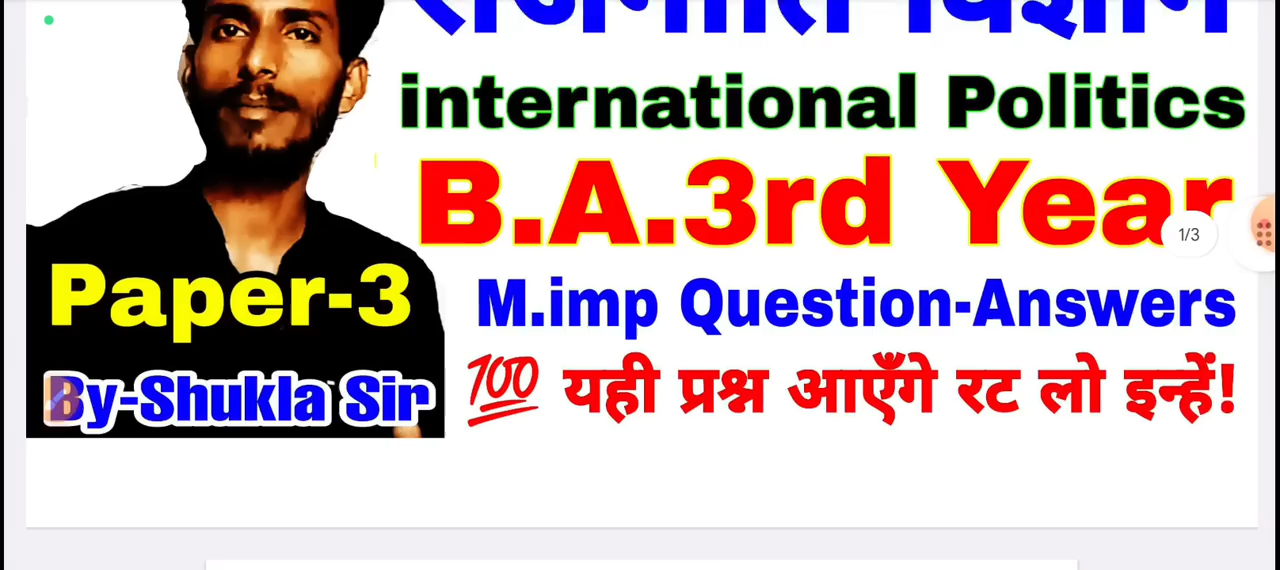 राजनीति विज्ञान
international Politics
B.A.3rd Year
1/3
Paper-3
M.imp Question-Answers
By-Shukla Sir
💯 यही प्रश्न आएँगे रट लो इन्हें!